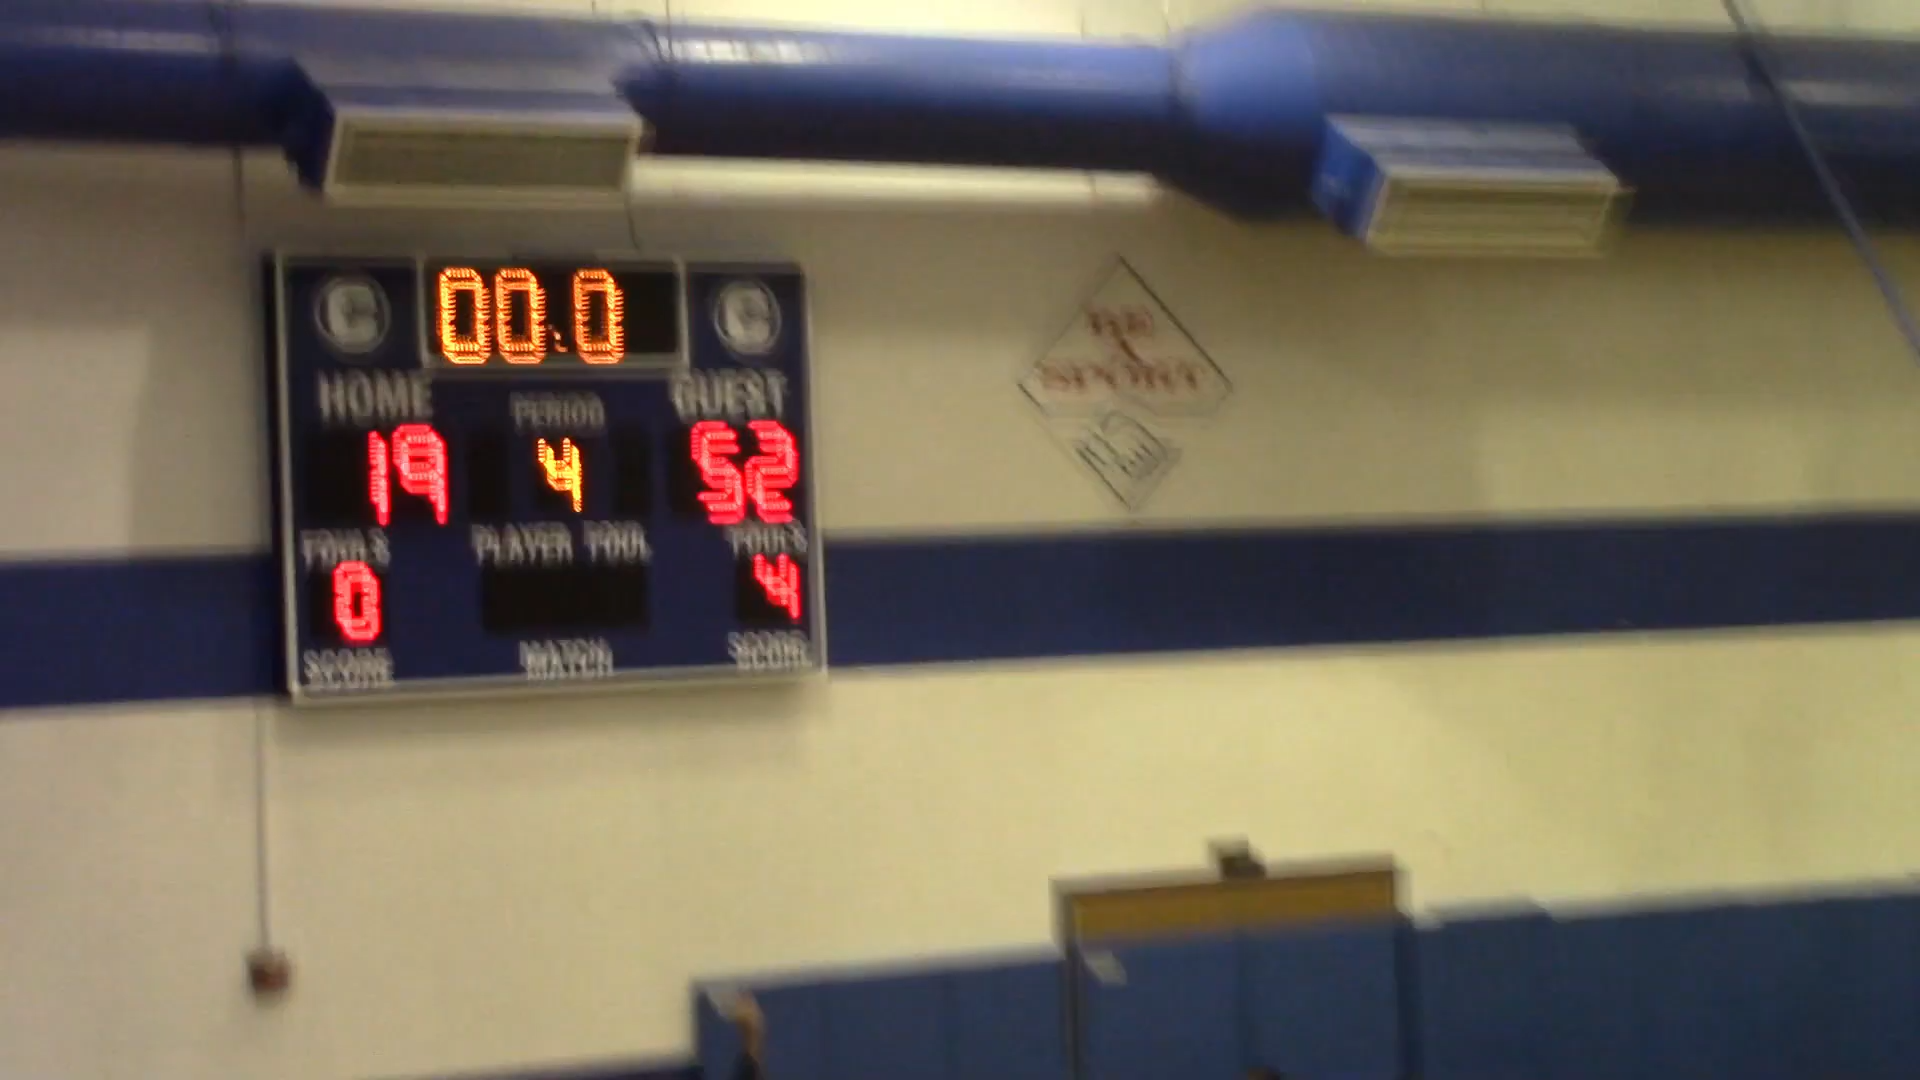 00.0
HOME PERIOD GUEST
19 4 52
FOULS PLAYER FOUL FOULS
0 4
SCORE MATCH SCORE